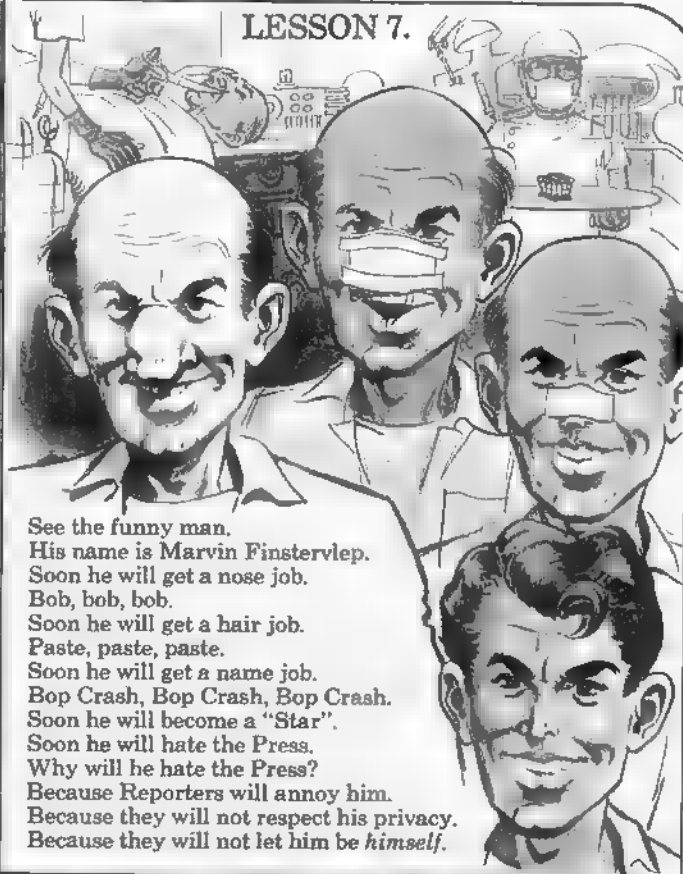 LESSON 7.
See the funny man.
His name is Marvin Finstervlep.
Soon he will get a nose job.
Bob, bob, bob.
Soon he will get a hair job.
Paste, paste, paste.
Soon he will get a name job.
Bop Crash, Bop Crash, Bop Crash.
Soon he will become a “Star”.
Soon he will hate the Press.
Why will he hate the Press?
Because Reporters will annoy him.
Because they will not respect his privacy.
Because they will not let him be himself.